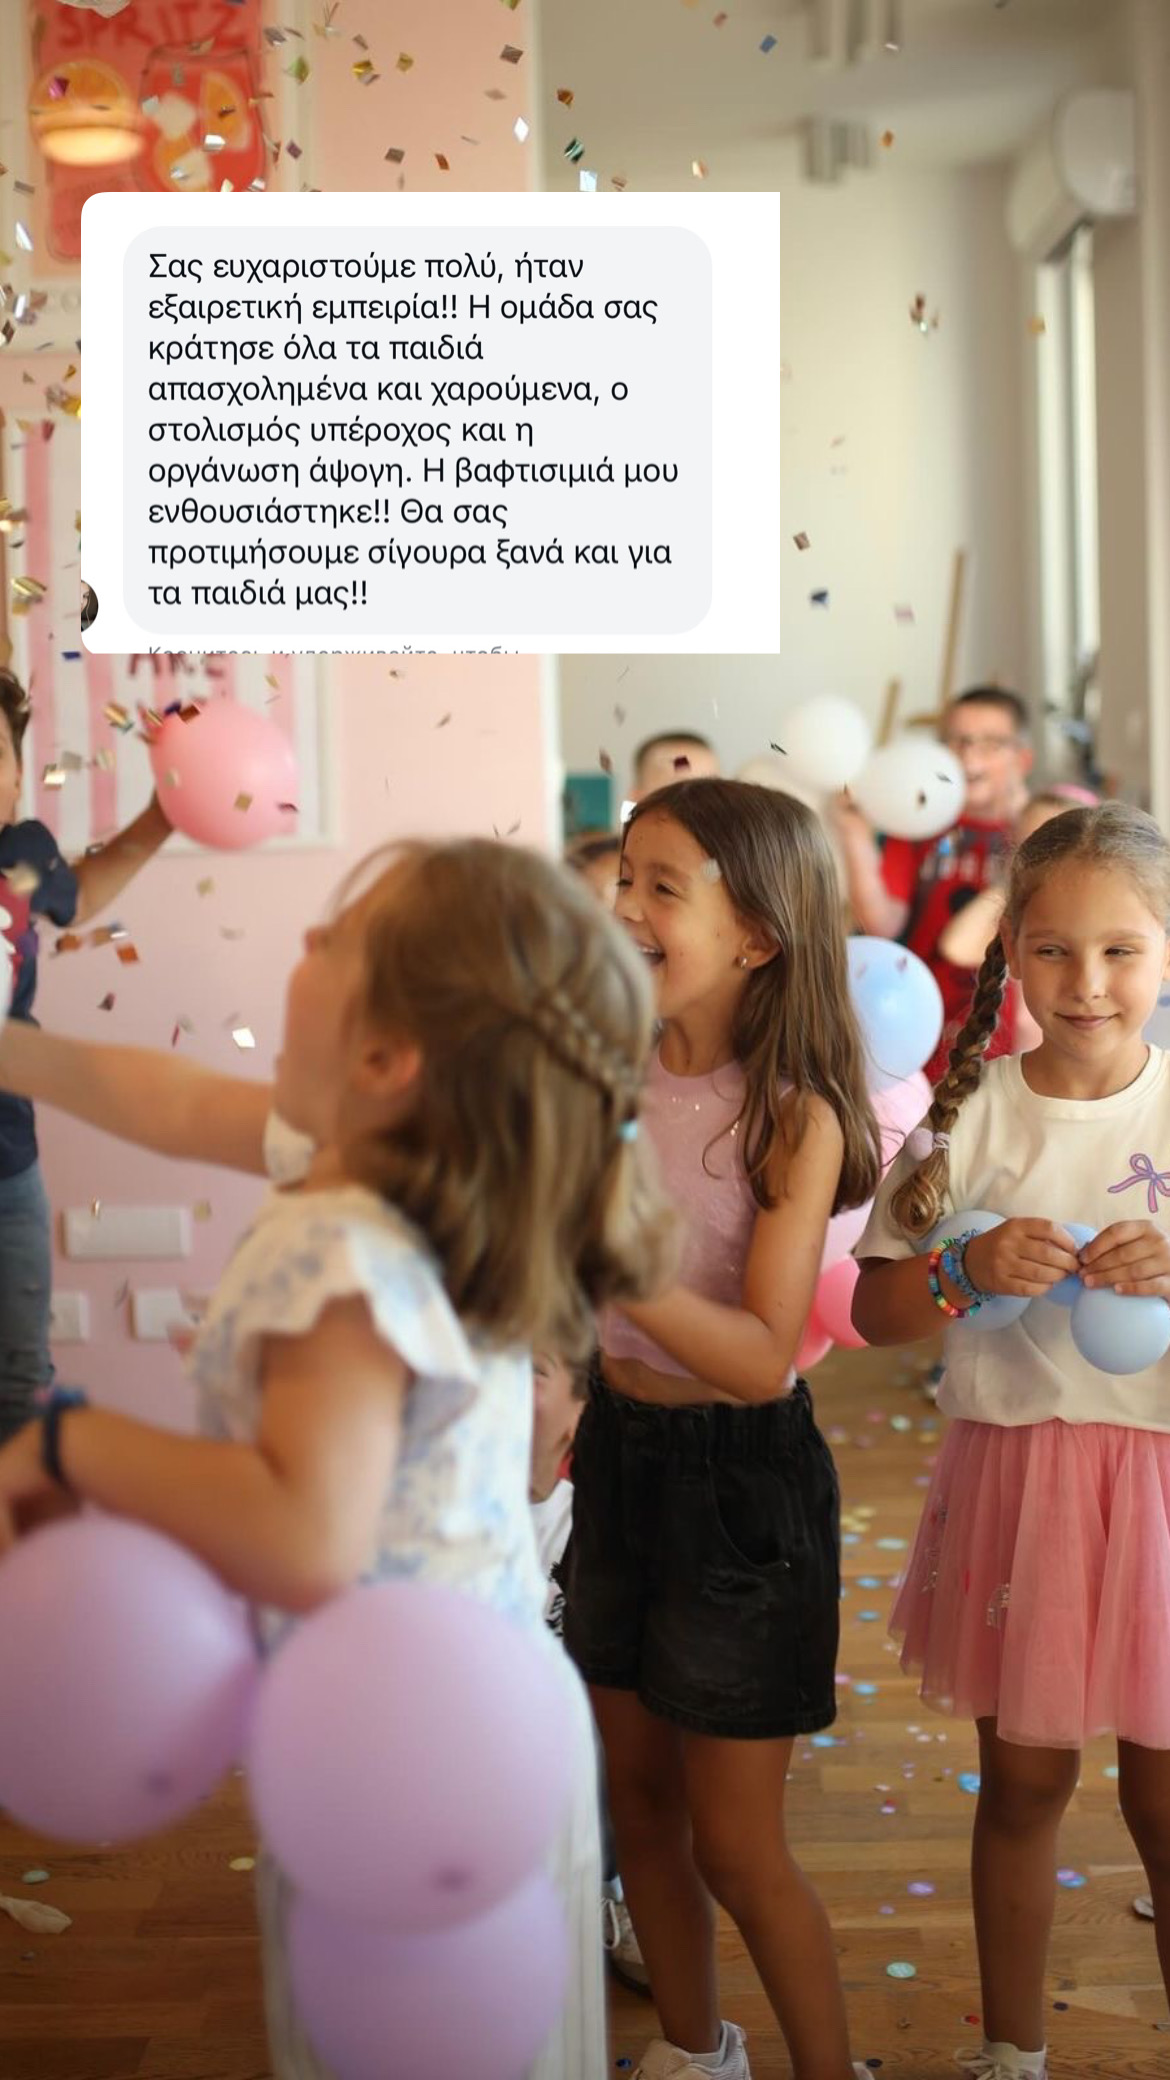 SPRITZ
Σας ευχαριστούμε πολύ, ήταν
εξαιρετική εμπειρία!! Η ομάδα σας
κράτησε όλα τα παιδιά
απασχολημένα και χαρούμενα, ο
στολισμός υπέροχος και η
οργάνωση άψογη. Η βαφτισιμιά μου
ενθουσιάστηκε!! Θα σας
προτιμήσουμε σίγουρα ξανά και για
τα παιδιά μας!!